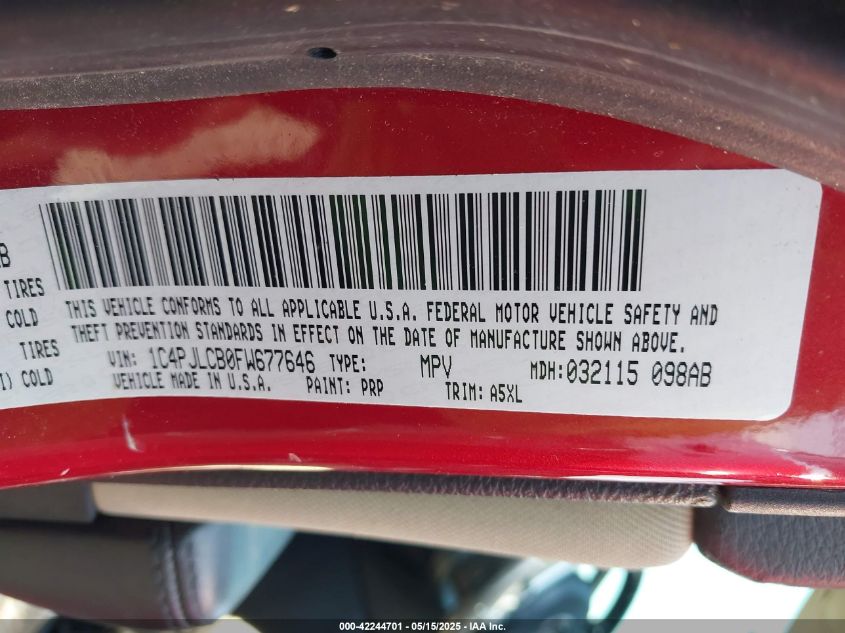 B
TIRES
COLD
TIRES
COLD
THIS VEHICLE CONFORMS TO ALL APPLICABLE U.S.A. FEDERAL MOTOR VEHICLE SAFETY AND
THEFT PREVENTION STANDARDS IN EFFECT ON THE DATE OF MANUFACTURE SHOWN ABOVE.
VIN: 1C4PJLCB0FW677646 TYPE: MPV MDH:032115 098AB
VEHICLE MADE IN U.S.A. PAINT: PRP TRIM: A5XL
000-42244701 - 05/15/2025 - IAA Inc.